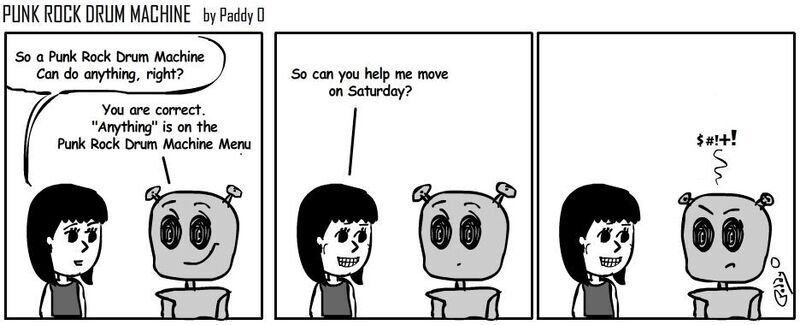 PUNK ROCK DRUM MACHINE by Paddy O
So a Punk Rock Drum Machine
Can do anything, right?
You are correct.
"Anything" is on the
Punk Rock Drum Machine Menu
So can you help me move
on Saturday?
$#!+!
Paddy O